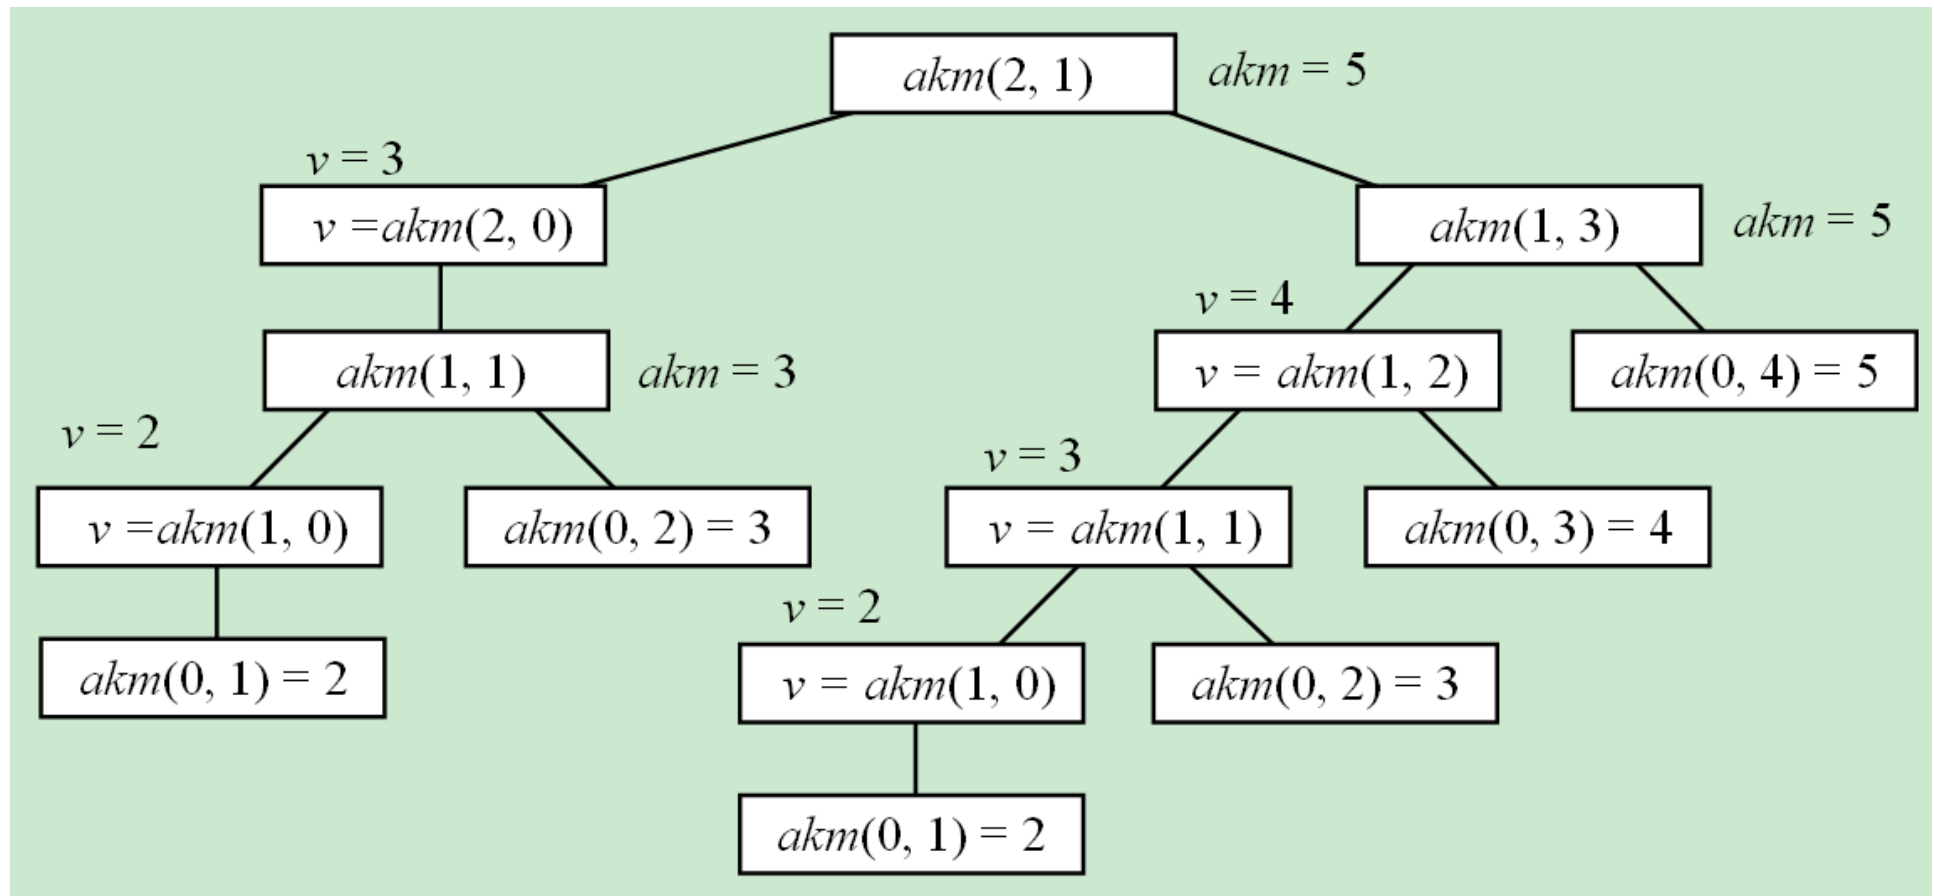 akm(2, 1) akm = 5
v = 3
v =akm(2, 0) akm(1, 3) akm = 5
v = 4
akm(1, 1) akm = 3 v = akm(1, 2) akm(0, 4) = 5
v = 2 v = 3
v =akm(1, 0) akm(0, 2) = 3 v = akm(1, 1) akm(0, 3) = 4
v = 2
akm(0, 1) = 2 v = akm(1, 0) akm(0, 2) = 3
akm(0, 1) = 2